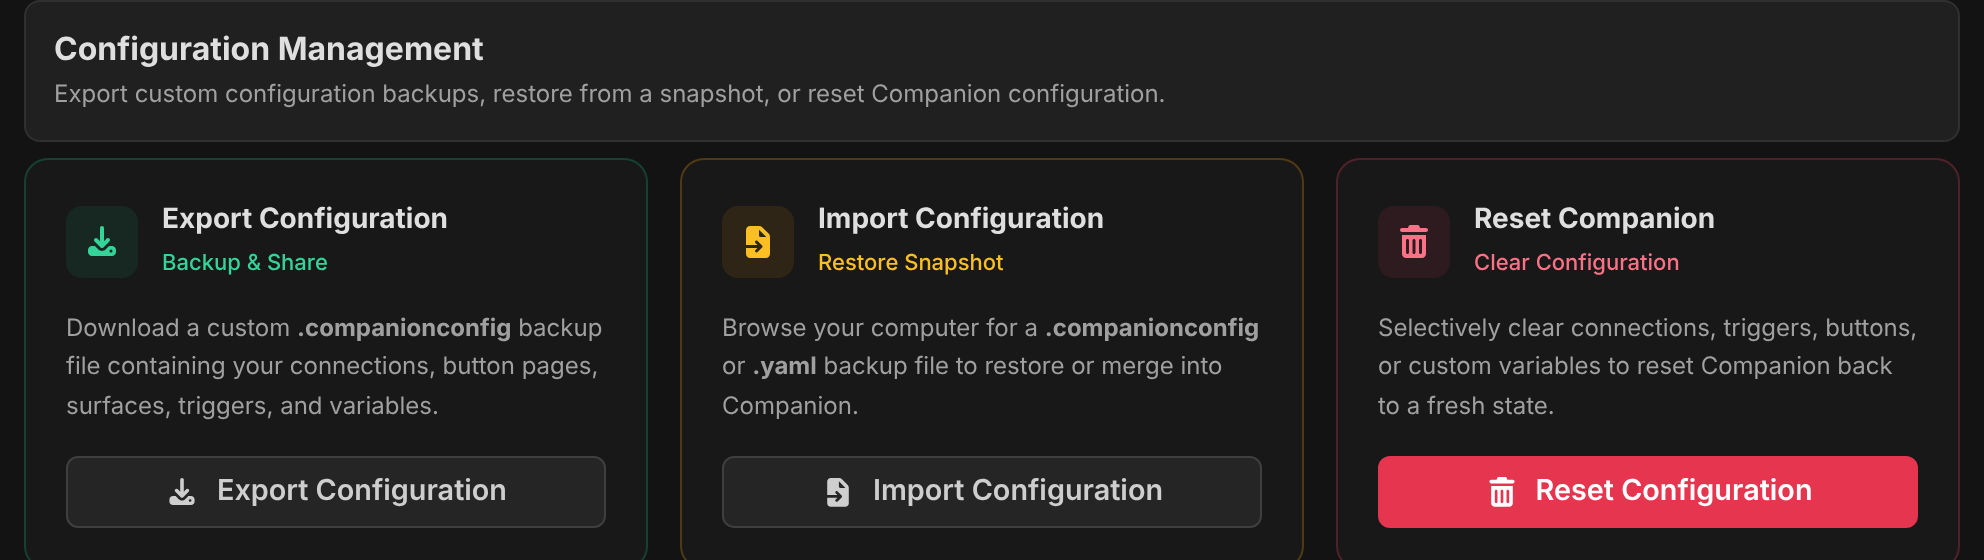 Configuration Management
Export custom configuration backups, restore from a snapshot, or reset Companion configuration.
Export Configuration
Backup & Share
Download a custom .companionconfig backup
file containing your connections, button pages,
surfaces, triggers, and variables.
Export Configuration
Import Configuration
Restore Snapshot
Browse your computer for a .companionconfig
or .yaml backup file to restore or merge into
Companion.
Import Configuration
Reset Companion
Clear Configuration
Selectively clear connections, triggers, buttons,
or custom variables to reset Companion back
to a fresh state.
Reset Configuration